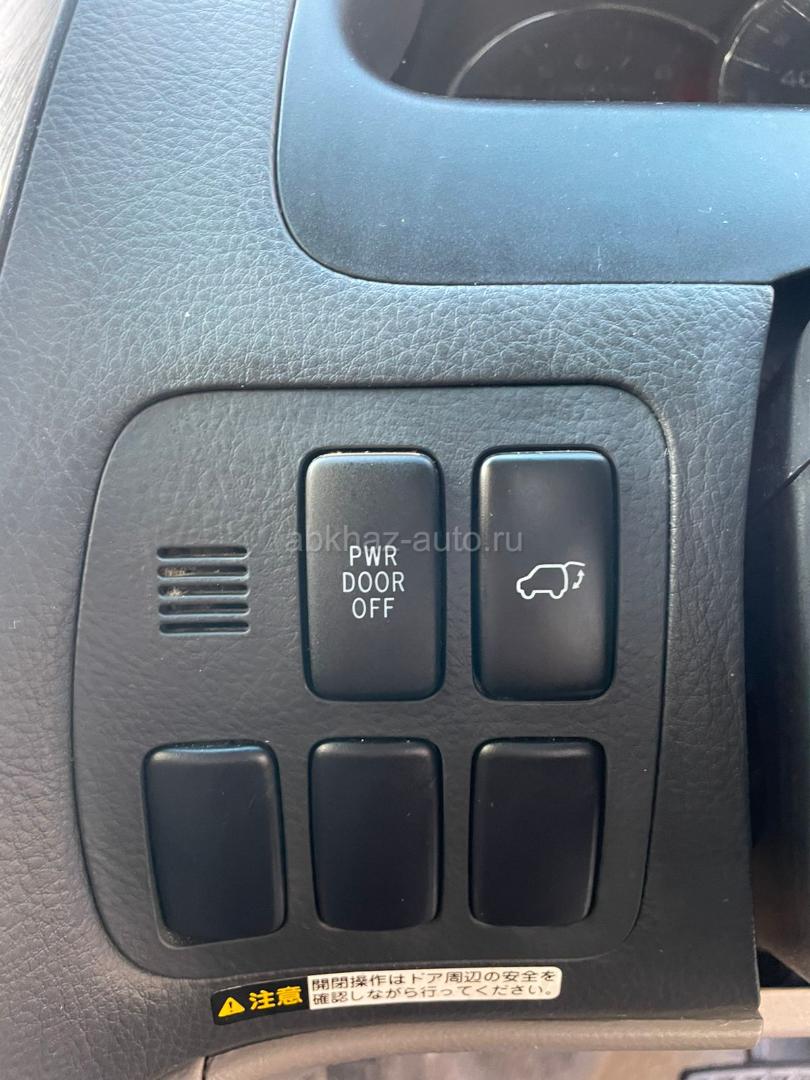 40
abkhaz-auto.ru
PWR
DOOR
OFF
注意
開閉操作はドア周辺の安全を
確認しながら行ってください。